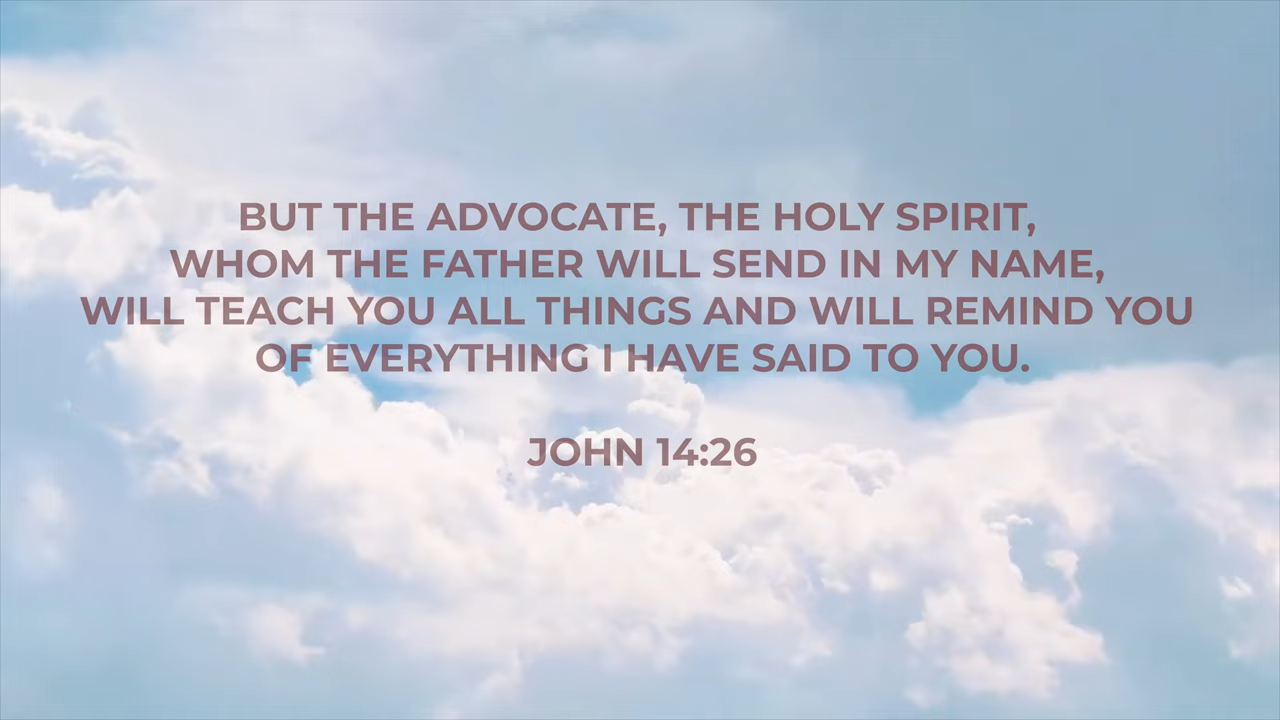 BUT THE ADVOCATE, THE HOLY SPIRIT,
WHOM THE FATHER WILL SEND IN MY NAME,
WILL TEACH YOU ALL THINGS AND WILL REMIND YOU
OF EVERYTHING I HAVE SAID TO YOU.
JOHN 14:26